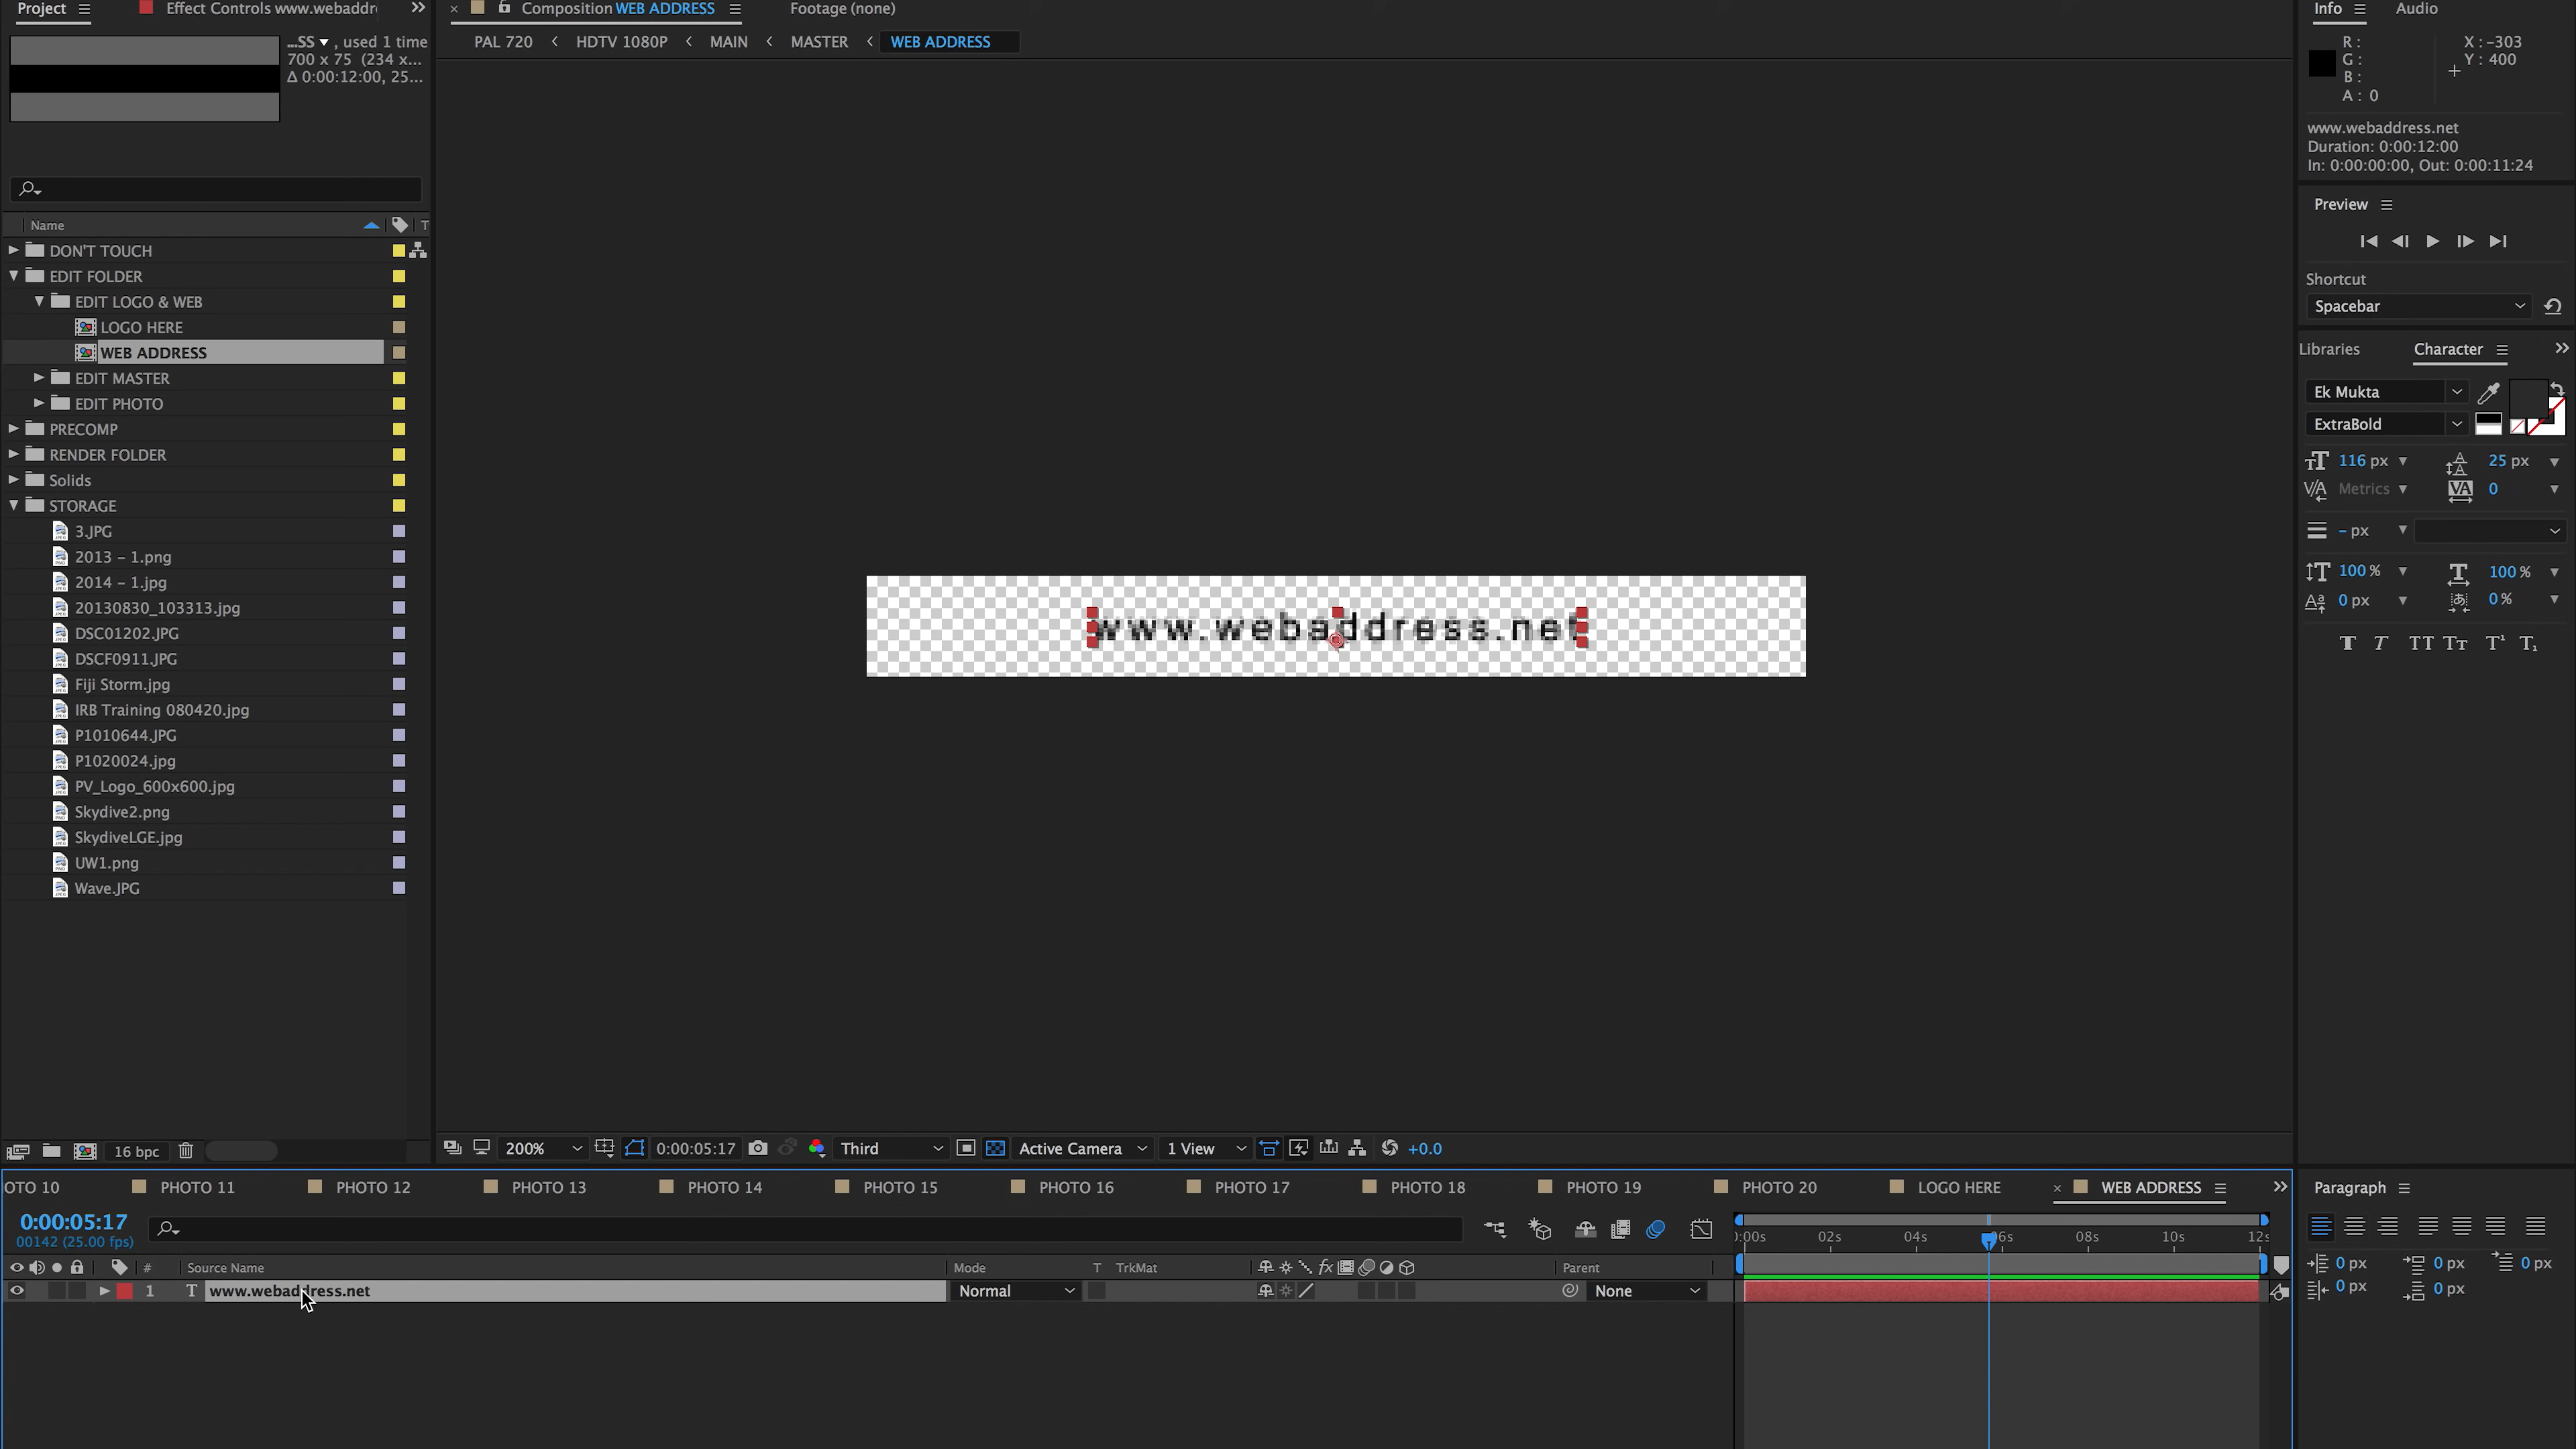 Project
Effect Controls www.webaddr
Composition WEB ADDRESS
Footage (none)
Info
Audio
...SS , used 1 time
700 x 75 (234 x...
Δ 0:00:12:00, 25...
PAL 720 < HDTV 1080P < MAIN < MASTER < WEB ADDRESS
R :
G :
B :
A : 0
X : -303
Y : 400
www.webaddress.net
Duration: 0:00:12:00
In: 0:00:00:00, Out: 0:00:11:24
Preview
Shortcut
Spacebar
Libraries
Character
Ek Mukta
ExtraBold
116 px
25 px
Metrics
0
- px
100 %
100 %
0 px
0 %
T T TT Tт T¹ T₁
Name
T
DON'T TOUCH
EDIT FOLDER
EDIT LOGO & WEB
LOGO HERE
WEB ADDRESS
EDIT MASTER
EDIT PHOTO
PRECOMP
RENDER FOLDER
Solids
STORAGE
3.JPG
2013 - 1.png
2014 - 1.jpg
20130830_103313.jpg
DSC01202.JPG
DSCF0911.JPG
Fiji Storm.jpg
IRB Training 080420.jpg
P1010644.JPG
P1020024.jpg
PV_Logo_600x600.jpg
Skydive2.png
SkydiveLGE.jpg
UW1.png
Wave.JPG
www.webaddress.net
16 bpc
200%
0:00:05:17
Third
Active Camera
1 View
+0.0
OTO 10
PHOTO 11
PHOTO 12
PHOTO 13
PHOTO 14
PHOTO 15
PHOTO 16
PHOTO 17
PHOTO 18
PHOTO 19
PHOTO 20
LOGO HERE
WEB ADDRESS
Paragraph
0:00:05:17
00142 (25.00 fps)
):00s 02s 04s 06s 08s 10s 12s
0 px
0 px
0 px
0 px
0 px
# Source Name
Mode
T TrkMat
Parent
1 T www.webaddress.net
Normal
None